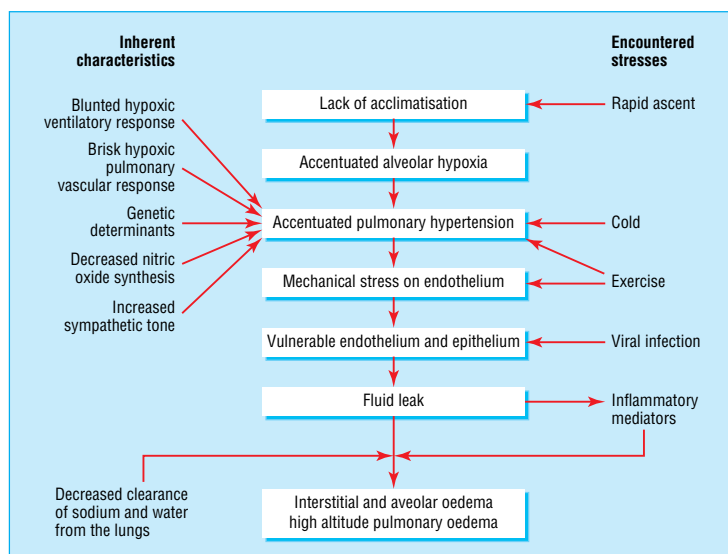 Inherent
characteristics
Encountered
stresses
Lack of acclimatisation
Rapid ascent
Blunted hypoxic
ventilatory response
Accentuated alveolar hypoxia
Brisk hypoxic
pulmonary
vascular response
Genetic
determinants
Accentuated pulmonary hypertension
Cold
Decreased nitric
oxide synthesis
Mechanical stress on endothelium
Exercise
Increased
sympathetic tone
Vulnerable endothelium and epithelium
Viral infection
Fluid leak
Inflammatory
mediators
Decreased clearance
of sodium and water
from the lungs
Interstitial and aveolar oedema
high altitude pulmonary oedema